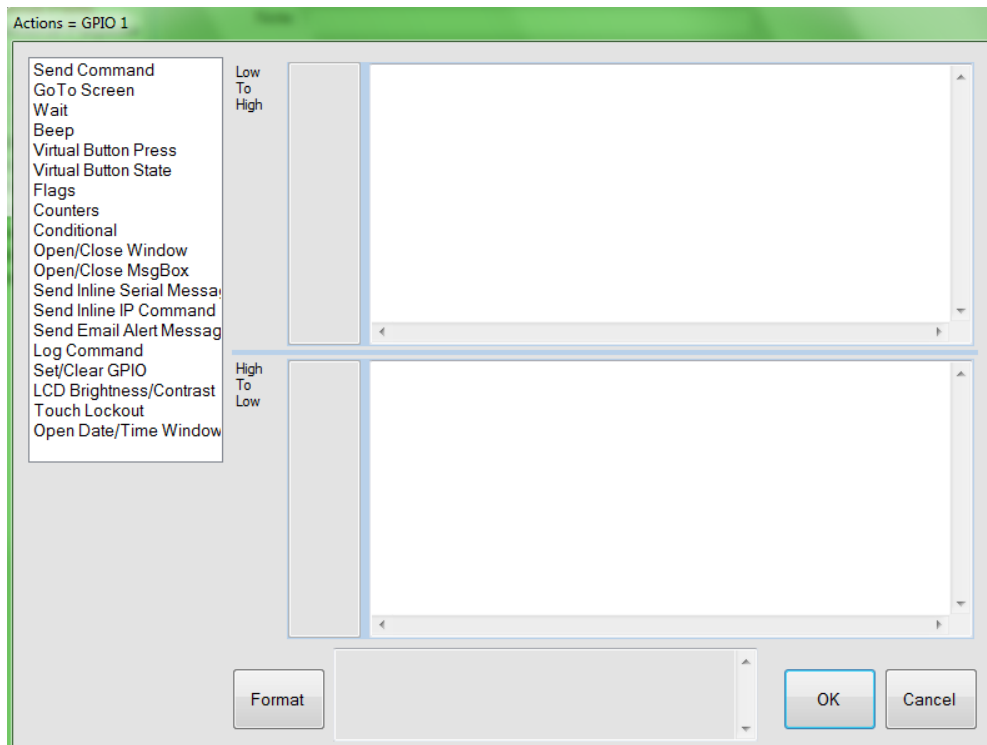 Actions = GPIO 1
Send Command
GoTo Screen
Wait
Beep
Virtual Button Press
Virtual Button State
Flags
Counters
Conditional
Open/Close Window
Open/Close MsgBox
Send Inline Serial Messa
Send Inline IP Command
Send Email Alert Messag
Log Command
Set/Clear GPIO
LCD Brightness/Contrast
Touch Lockout
Open Date/Time Window
Low
To
High
High
To
Low
Format
OK
Cancel